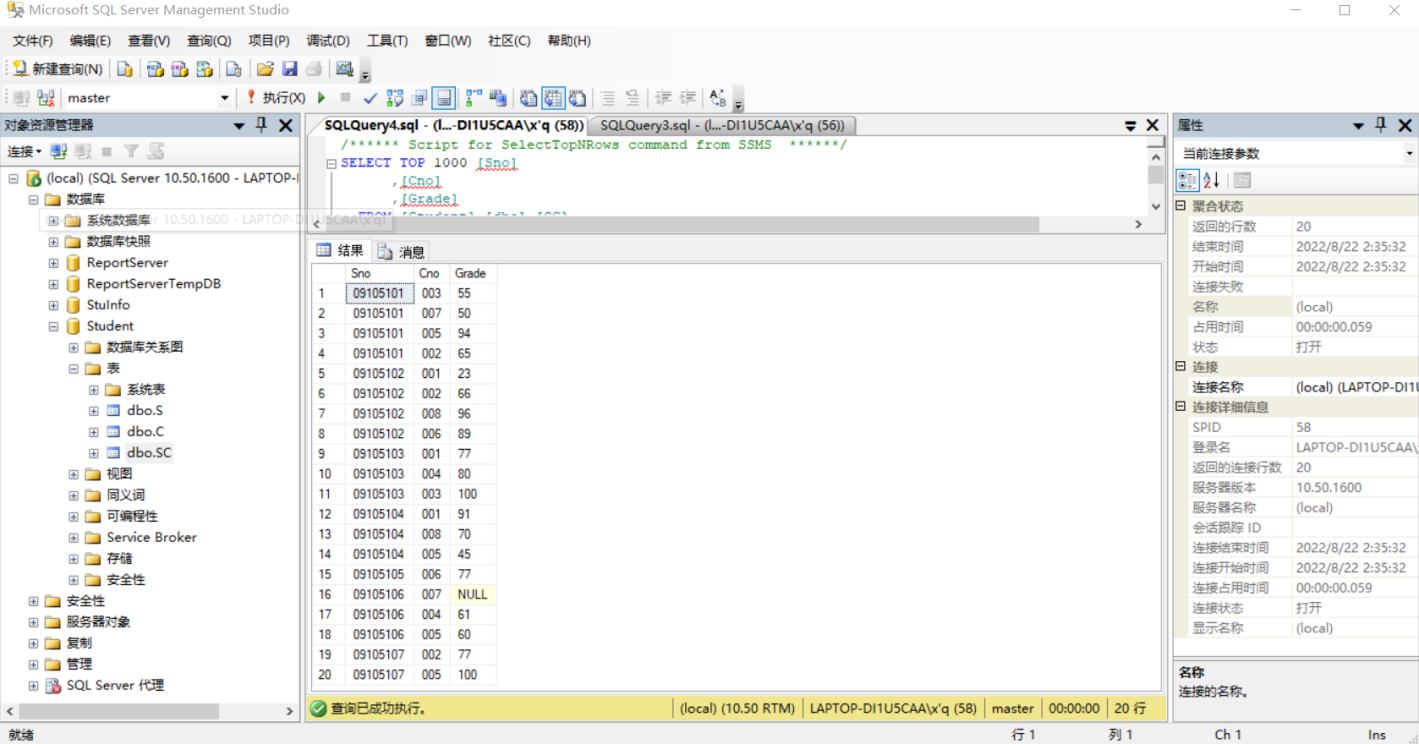 Microsoft SQL Server Management Studio
文件(F) 编辑(E) 查看(V) 查询(Q) 项目(P) 调试(D) 工具(T) 窗口(W) 社区(C) 帮助(H)
新建查询(N)
master 执行(X)
对象资源管理器
连接
(local) (SQL Server 10.50.1600 - LAPTOP-I
数据库
系统数据库
数据库快照
ReportServer
ReportServerTempDB
StuInfo
Student
数据库关系图
表
系统表
dbo.S
dbo.C
dbo.SC
视图
同义词
可编程性
Service Broker
存储
安全性
安全性
服务器对象
复制
管理
SQL Server 代理
SQLQuery4.sql - (l...-DI1U5CAA\x'q (58)) SQLQuery3.sql - (l...-DI1U5CAA\x'q (56))
/****** Script for SelectTopNRows command from SSMS ******/
SELECT TOP 1000 [Sno]
,[Cno]
,[Grade]
FROM [Student].[dbo].[SC]
结果 消息
Sno Cno Grade
1 09105101 003 55
2 09105101 007 50
3 09105101 005 94
4 09105101 002 65
5 09105102 001 23
6 09105102 002 66
7 09105102 008 96
8 09105102 006 89
9 09105103 001 77
10 09105103 004 80
11 09105103 003 100
12 09105104 001 91
13 09105104 008 70
14 09105104 005 45
15 09105105 006 77
16 09105106 007 NULL
17 09105106 004 61
18 09105106 005 60
19 09105107 002 77
20 09105107 005 100
查询已成功执行。 (local) (10.50 RTM) LAPTOP-DI1U5CAA\x'q (58) master 00:00:00 20 行
属性
当前连接参数
聚合状态
返回的行数 20
结束时间 2022/8/22 2:35:32
开始时间 2022/8/22 2:35:32
连接失败
名称 (local)
占用时间 00:00:00.059
状态 打开
连接
连接名称 (local) (LAPTOP-DI1U
连接详细信息
SPID 58
登录名 LAPTOP-DI1U5CAA\
返回的连接行数 20
服务器版本 10.50.1600
服务器名称 (local)
会话跟踪 ID
连接结束时间 2022/8/22 2:35:32
连接开始时间 2022/8/22 2:35:32
连接占用时间 00:00:00.059
连接状态 打开
显示名称 (local)
名称
连接的名称。
就绪 行 1 列 1 Ch 1 Ins